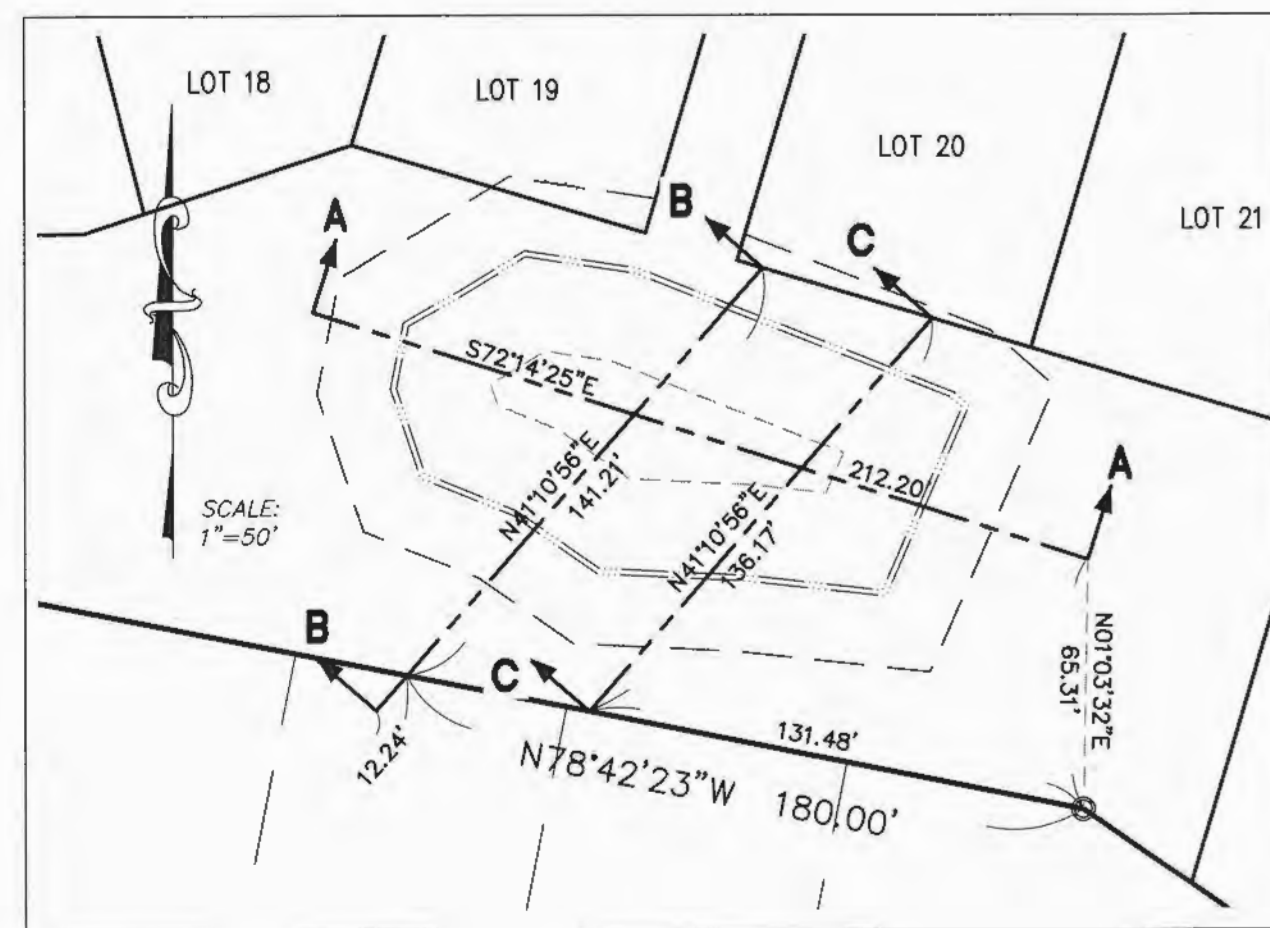 LOT 18
LOT 19
LOT 20
LOT 21
A
B
C
S72°14'25"E
212.20'
A
N41°10'56"E
141.21'
N41°10'56"E
136.17'
SCALE:
1"=50'
N01°03'32"E
65.31'
B
C
12.24'
131.48'
N78°42'23"W 180.00'